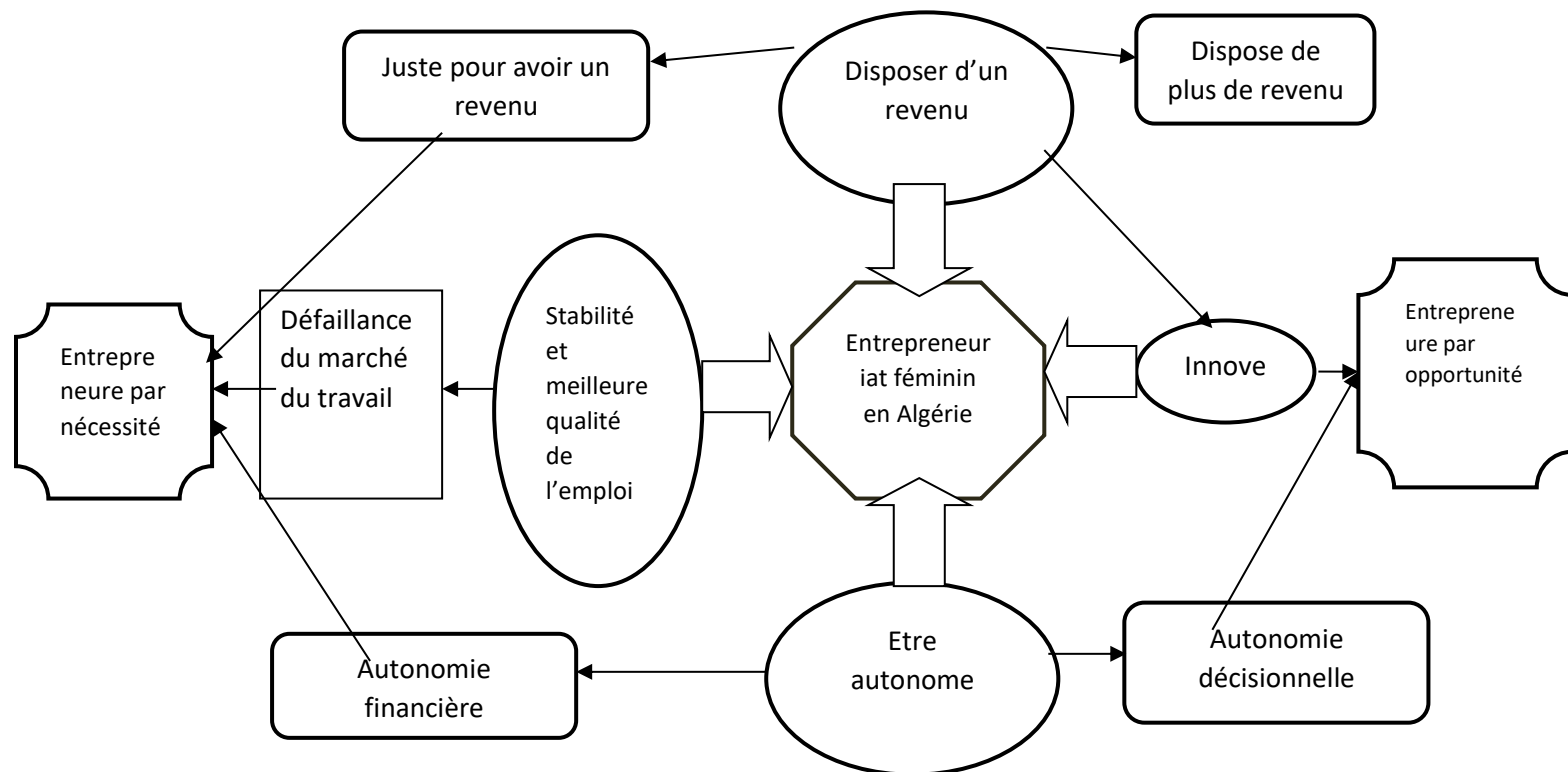 Juste pour avoir un
revenu
Disposer d’un
revenu
Dispose de
plus de revenu
Entrepre
neure par
nécessité
Défaillance
du marché
du travail
Stabilité
et
meilleure
qualité
de
l’emploi
Entrepreneur
iat féminin
en Algérie
Innove
Entreprene
ure par
opportunité
Autonomie
financière
Etre
autonome
Autonomie
décisionnelle